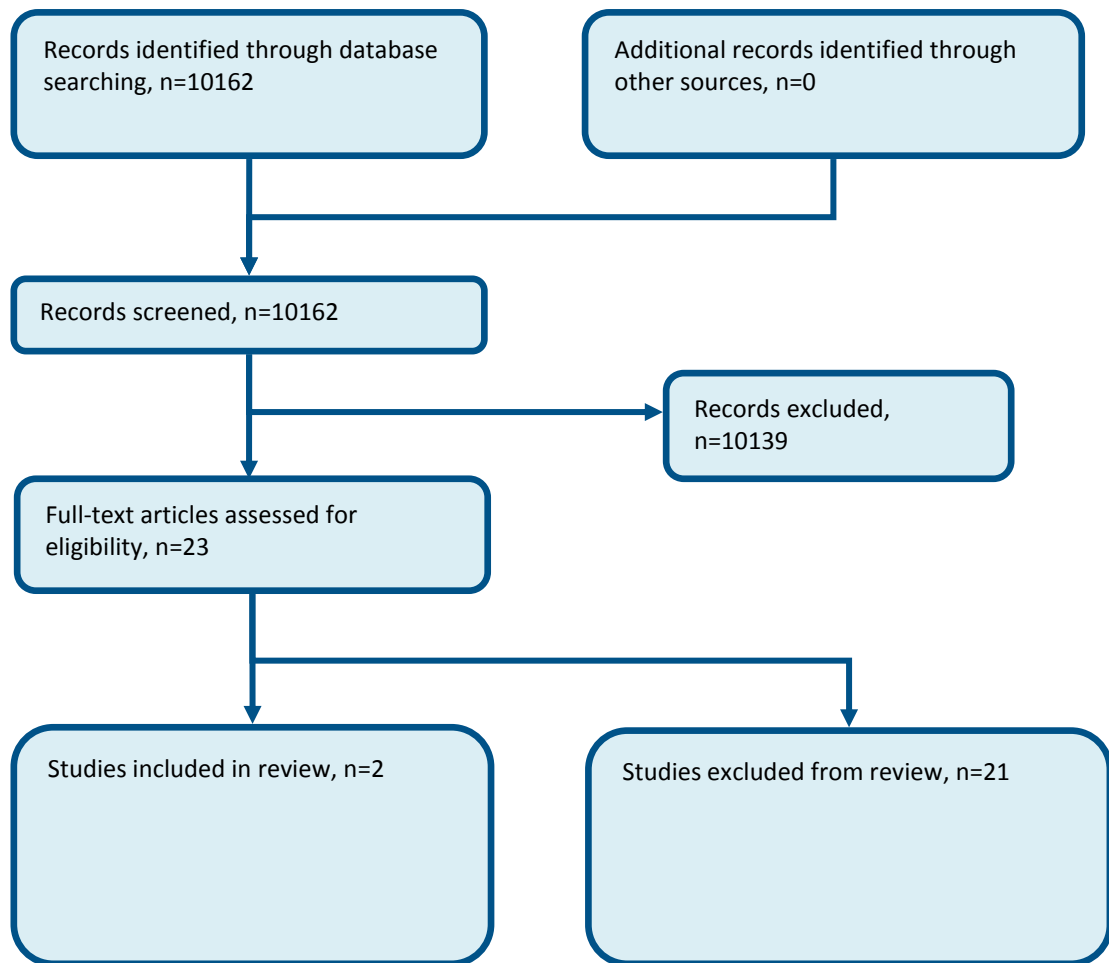 Records identified through database
searching, n=10162
Additional records identified through
other sources, n=0
Records screened, n=10162
Records excluded,
n=10139
Full-text articles assessed for
eligibility, n=23
Studies included in review, n=2
Studies excluded from review, n=21